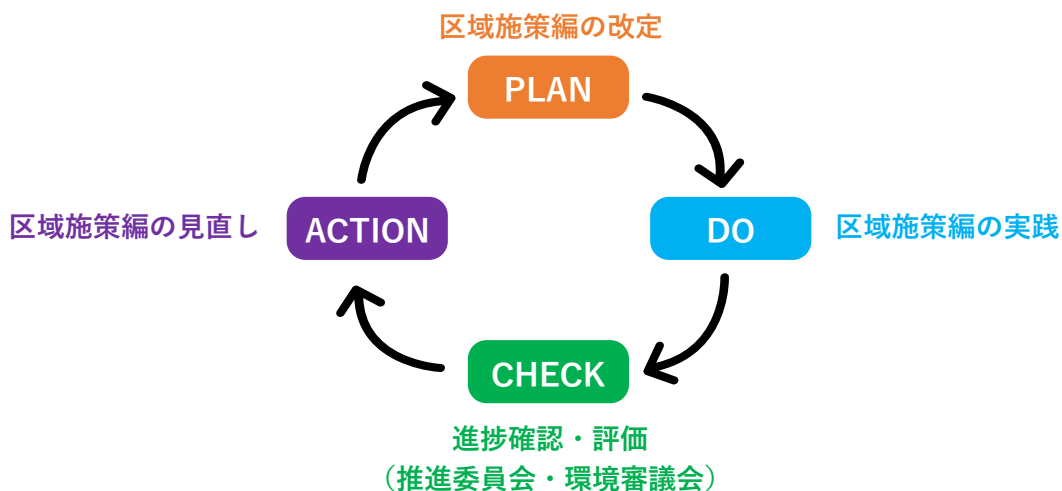 区域施策編の改定
PLAN
区域施策編の見直し
ACTION
DO
区域施策編の実践
CHECK
進捗確認・評価
（推進委員会・環境審議会）